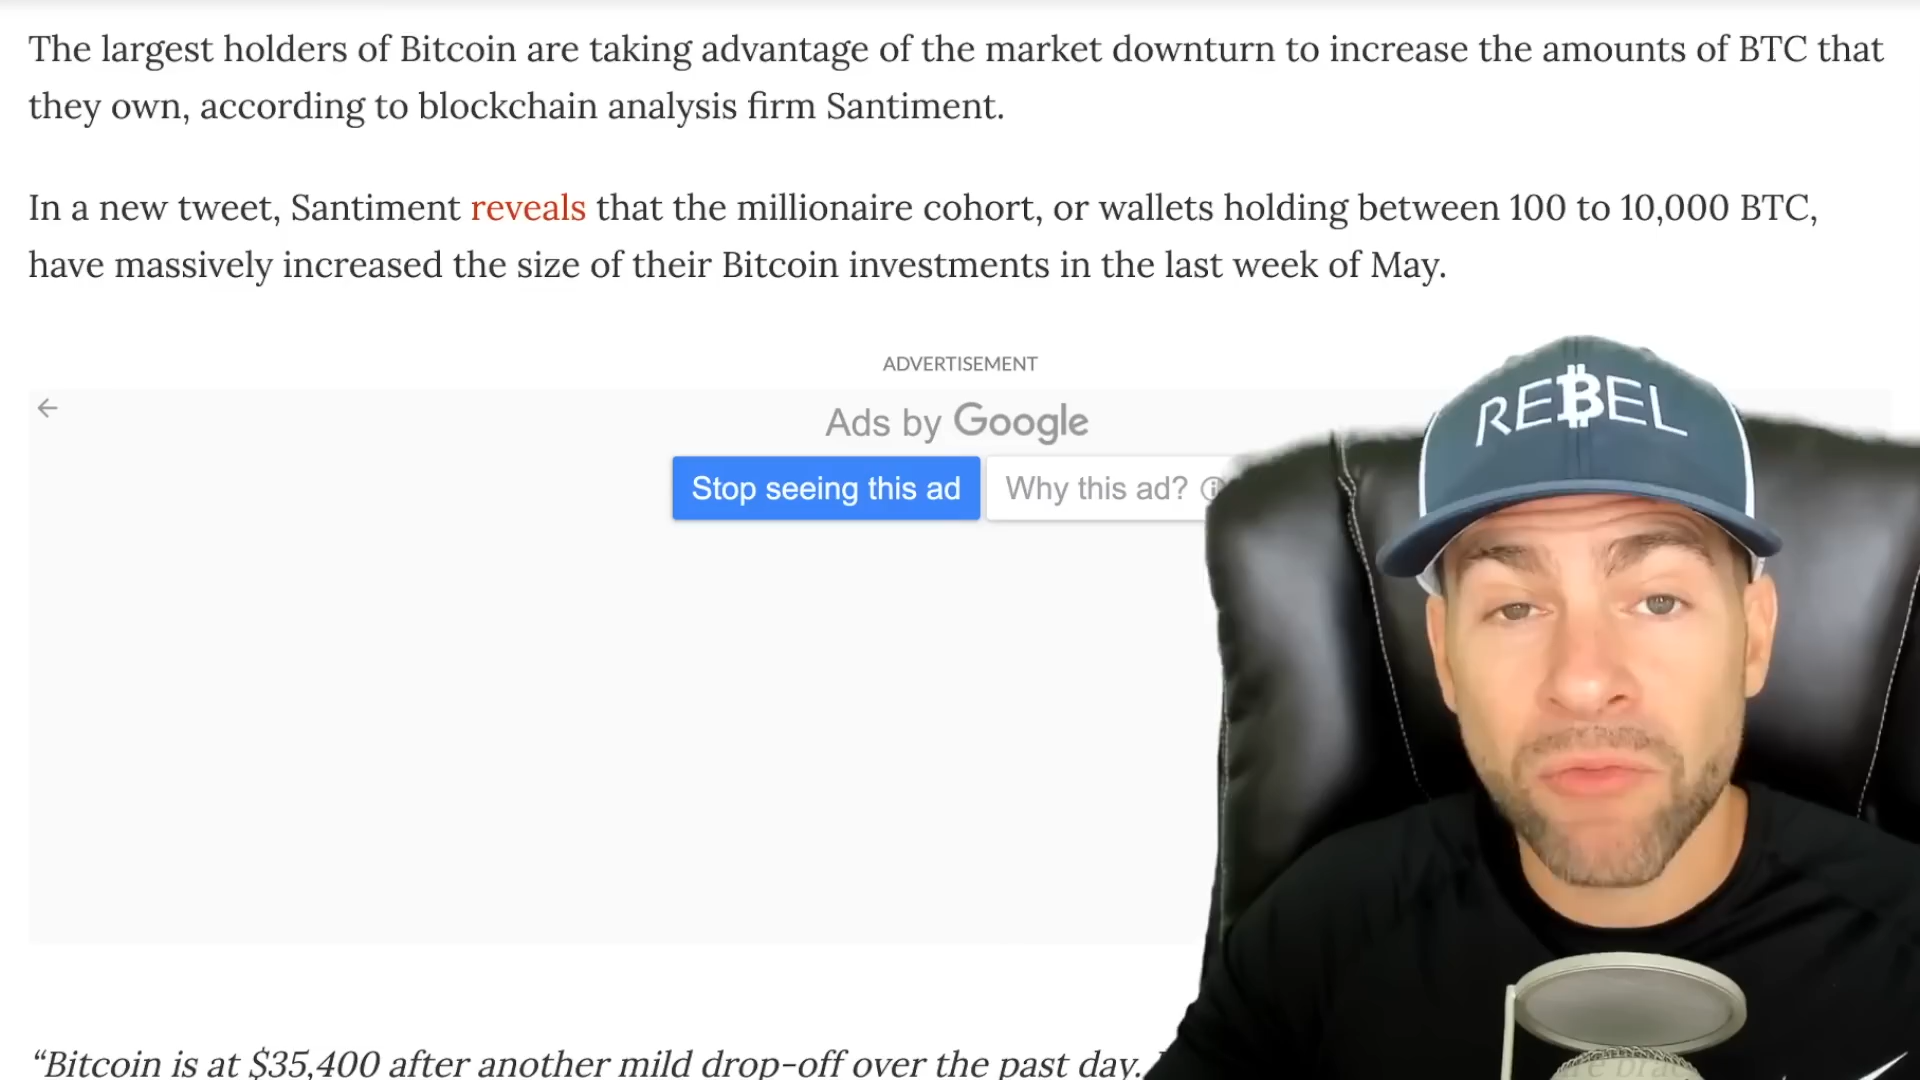 The largest holders of Bitcoin are taking advantage of the market downturn to increase the amounts of BTC that
they own, according to blockchain analysis firm Santiment.
In a new tweet, Santiment reveals that the millionaire cohort, or wallets holding between 100 to 10,000 BTC,
have massively increased the size of their Bitcoin investments in the last week of May.
ADVERTISEMENT
Ads by Google
Stop seeing this ad
Why this ad?
RE₿EL
“Bitcoin is at $35,400 after another mild drop-off over the past day.